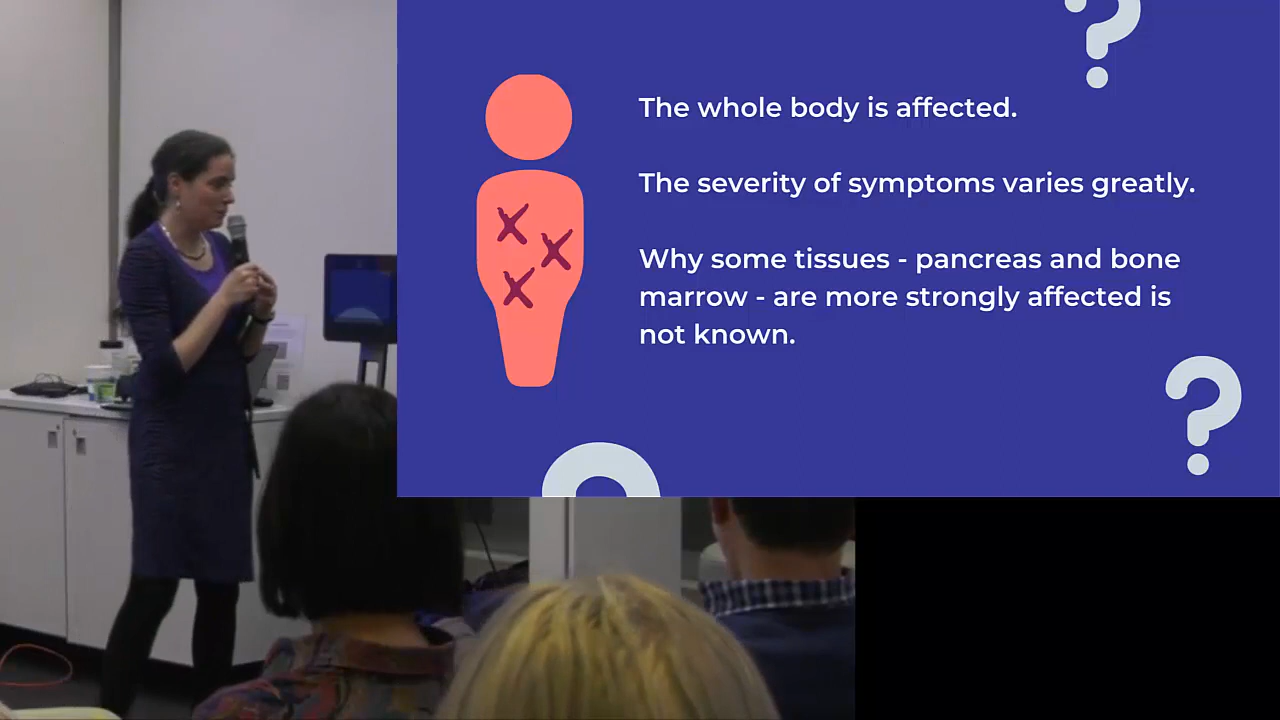 The whole body is affected.
The severity of symptoms varies greatly.
Why some tissues - pancreas and bone
marrow - are more strongly affected is
not known.
?
?